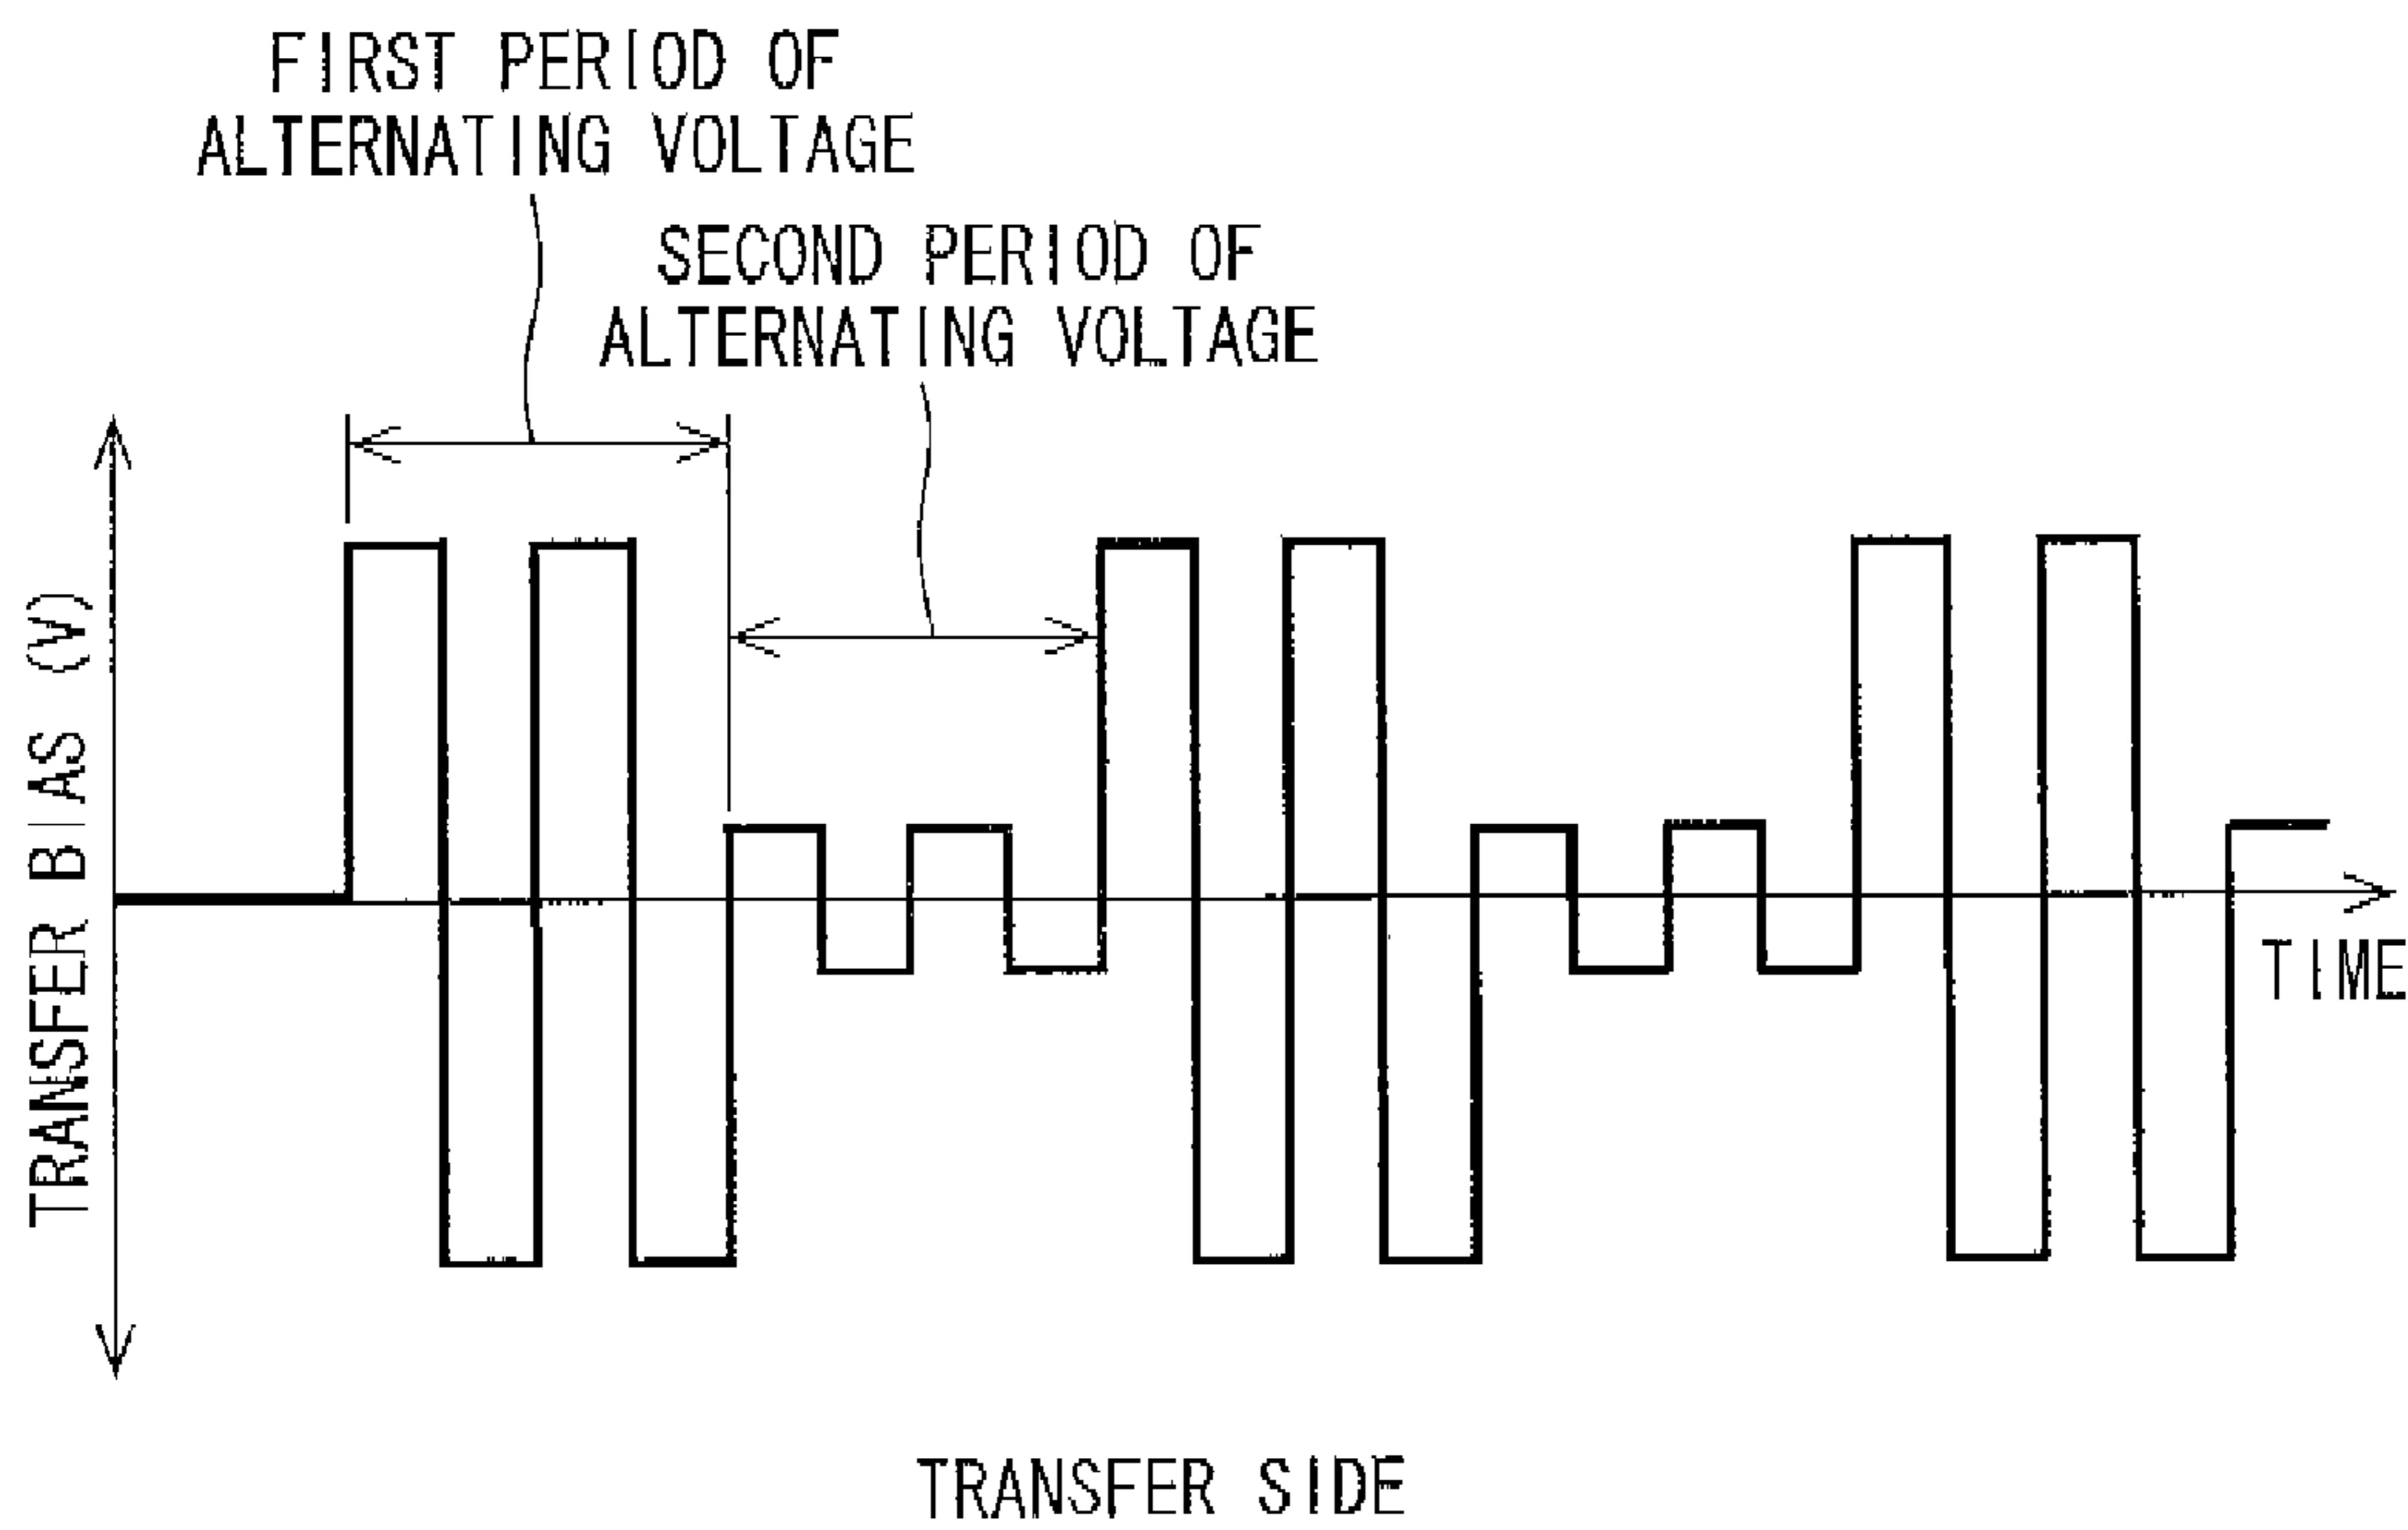 FIRST PERIOD OF
ALTERNATING VOLTAGE
SECOND PERIOD OF
ALTERNATING VOLTAGE
TRANSFER BIAS (V)
TIME
TRANSFER SIDE